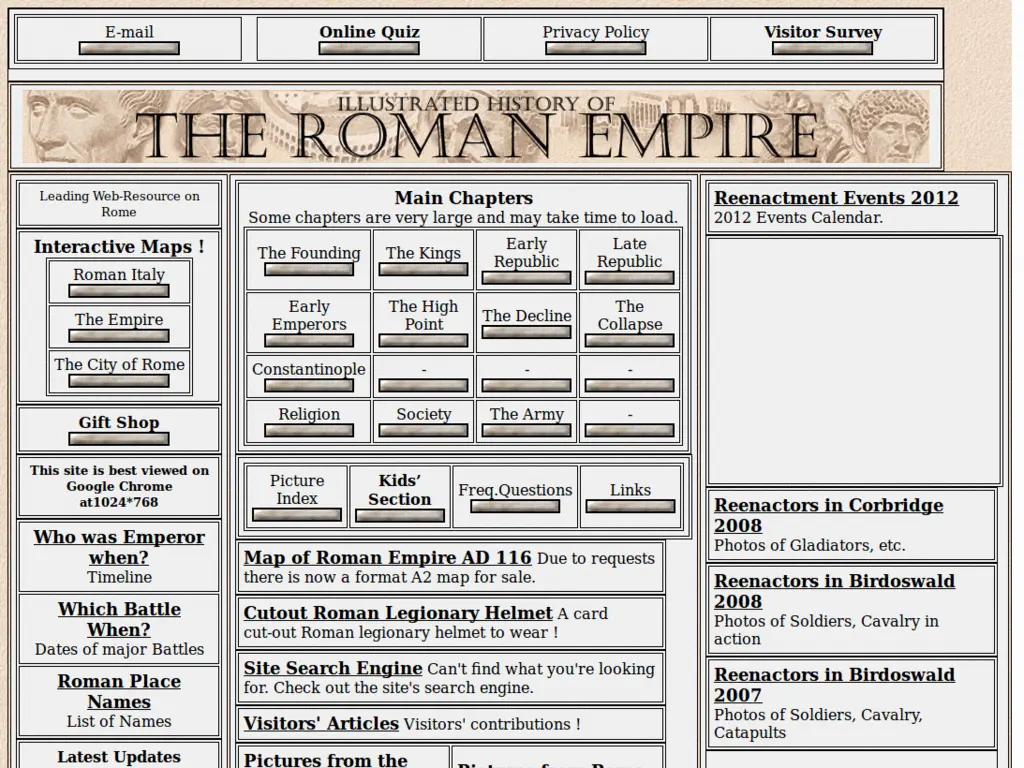 E-mail
Online Quiz
Privacy Policy
Visitor Survey
ILLUSTRATED HISTORY OF
THE ROMAN EMPIRE
Leading Web-Resource on
Rome
Interactive Maps !
Roman Italy
The Empire
The City of Rome
Gift Shop
This site is best viewed on
Google Chrome
at1024*768
Who was Emperor
when?
Timeline
Which Battle
When?
Dates of major Battles
Roman Place
Names
List of Names
Latest Updates
Main Chapters
Some chapters are very large and may take time to load.
The Founding
The Kings
Early
Republic
Late
Republic
Early
Emperors
The High
Point
The Decline
The
Collapse
Constantinople
-
-
-
Religion
Society
The Army
-
Picture
Index
Kids’
Section
Freq.Questions
Links
Map of Roman Empire AD 116 Due to requests
there is now a format A2 map for sale.
Cutout Roman Legionary Helmet A card
cut-out Roman legionary helmet to wear !
Site Search Engine Can't find what you're looking
for. Check out the site's search engine.
Visitors' Articles Visitors' contributions !
Pictures from the
Reenactment Events 2012
2012 Events Calendar.
Reenactors in Corbridge
2008
Photos of Gladiators, etc.
Reenactors in Birdoswald
2008
Photos of Soldiers, Cavalry in
action
Reenactors in Birdoswald
2007
Photos of Soldiers, Cavalry,
Catapults